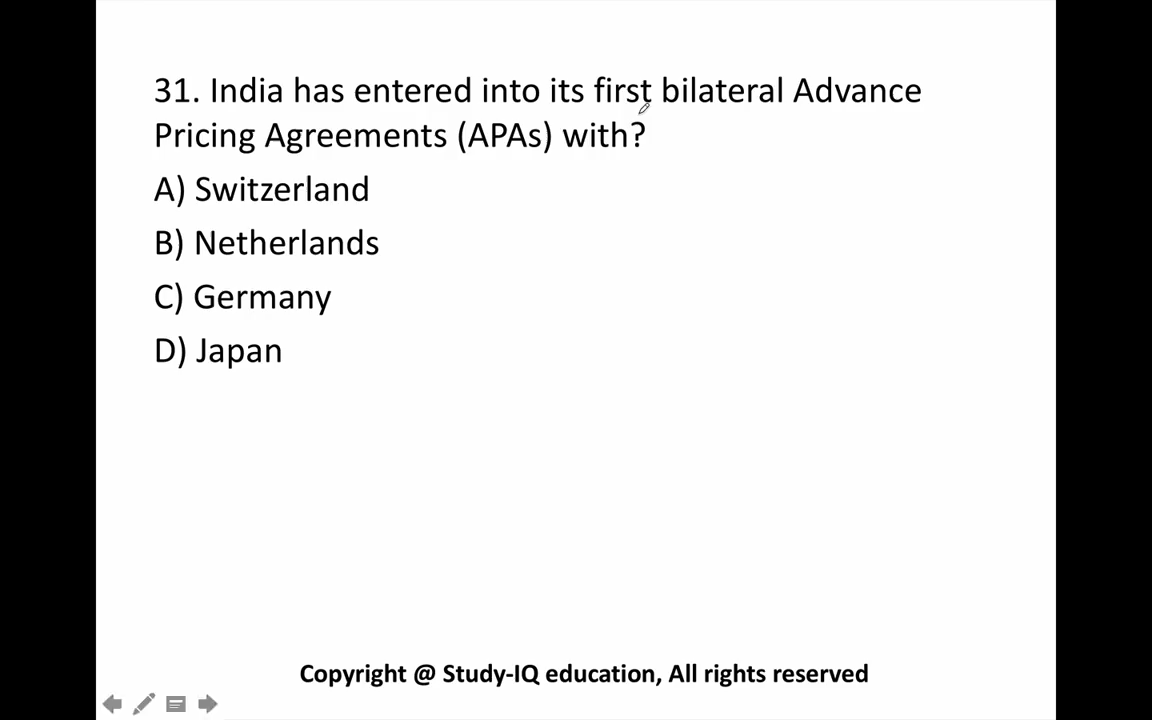 31. India has entered into its first bilateral Advance
Pricing Agreements (APAs) with?
A) Switzerland
B) Netherlands
C) Germany
D) Japan
Copyright @ Study-IQ education, All rights reserved